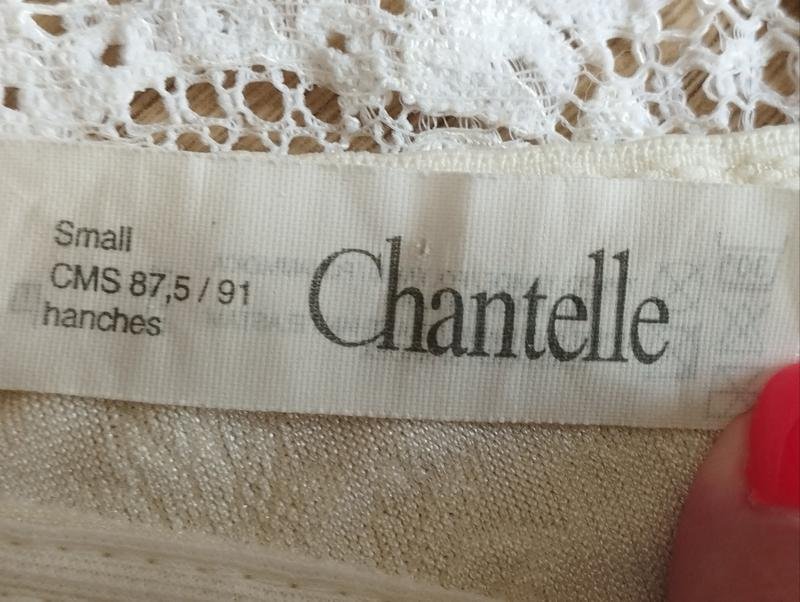 Small
CMS 87,5 / 91
hanches
Chantelle